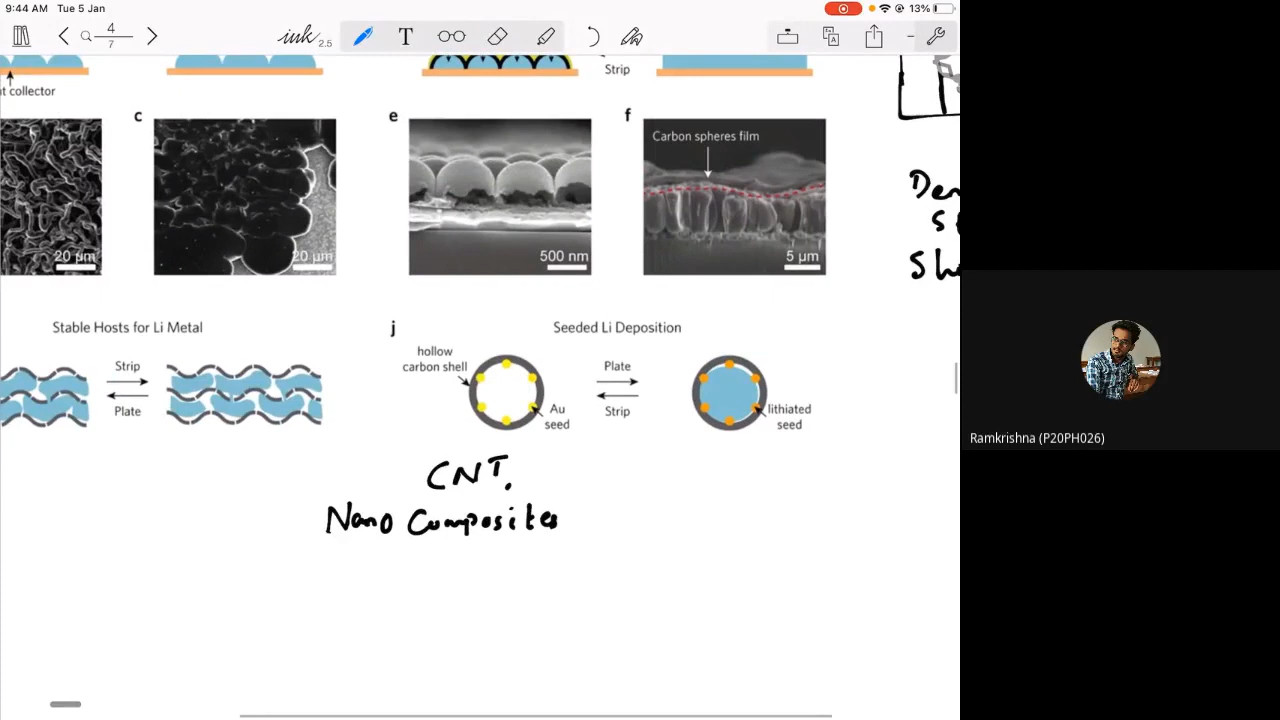 9:44 AM Tue 5 Jan
13%
4
7
ink 2.5
T
Strip
nt collector
c
e
f
Carbon spheres film
20 µm
20 µm
500 nm
5 µm
Stable Hosts for Li Metal
j
Seeded Li Deposition
Strip
Plate
hollow
carbon shell
Au
seed
Plate
Strip
lithiated
seed
CNT.
Nano Composites
Ramkrishna (P20PH026)